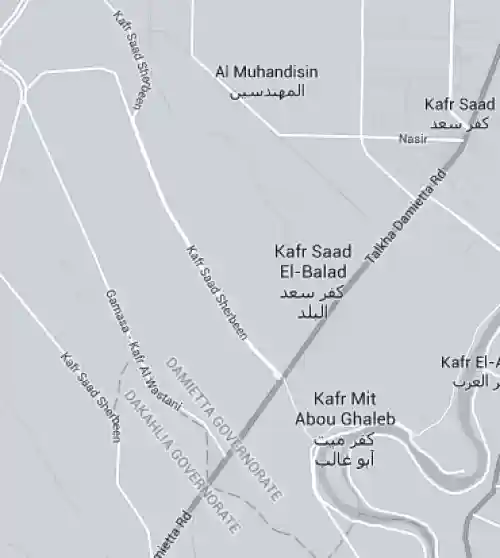 Kafr Saad Sherbeen
Al Muhandisin
المهندسين
Kafr Saad
كفر سعد
Nasir
Talkha Damietta Rd
Kafr Saad
El-Balad
كفر سعد
البلد
Kafr Saad Sherbeen
Gamasa - Kafr Al Wastani
Kafr Saad Sherbeen
DAMIETTA GOVERNORATE
DAKAHLIA GOVERNORATE
Kafr El-A
ر العرب
Kafr Mit
Abou Ghaleb
كفر ميت
أبو غالب
mietta Rd